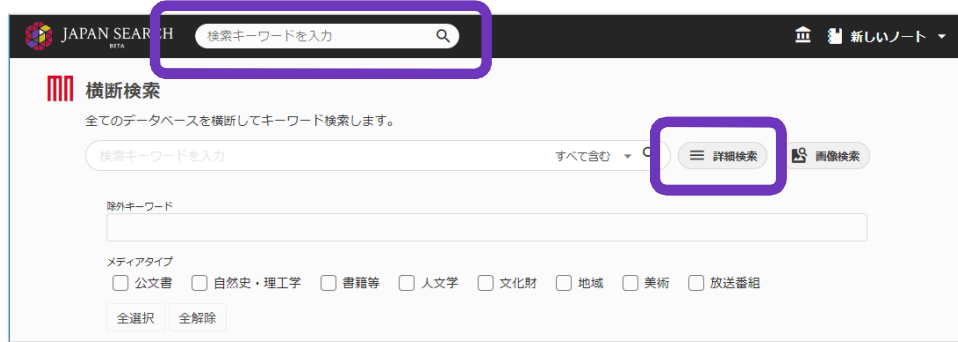 JAPAN SEARCH
BETA
検索キーワードを入力
新しいノート
横断検索
全てのデータベースを横断してキーワード検索します。
検索キーワードを入力 すべて含む 詳細検索 画像検索
除外キーワード
メディアタイプ
公文書 自然史・理工学 書籍等 人文学 文化財 地域 美術 放送番組
全選択 全解除